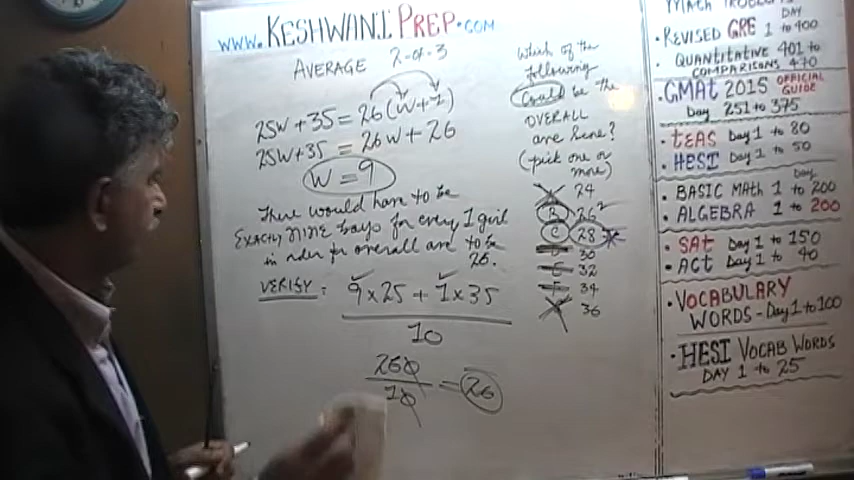 www.KESHWANI PREP.COM
AVERAGE 2-OF-3
25W + 35 = 26(W+1)
25W + 35 = 26W + 26
W = 9
There would have to be
EXACTLY NINE boys for every 1 girl
in order for overall ave to be
26.
VERIFY:
9 x 25 + 1 x 35
10
260
10
= 26
Which of the
following
Could be the
OVERALL
ave
(pick one or
more)
24
B 26
C 28
D 30
E 32
F 34
36
MATH PROBLEMS
DAY
• REVISED GRE 1 to 400
• QUANTITATIVE 401 to
COMPARISONS 470
• GMAT 2015 OFFICIAL
GUIDE
Day 251 to 375
• TEAS Day 1 to 80
• HESI Day 1 to 50
Day
• BASIC MATH 1 to 200
• ALGEBRA 1 to 200
• SAT Day 1 to 150
• ACT Day 1 to 40
• VOCABULARY
WORDS - Day 1 to 100
• HESI VOCAB WORDS
DAY 1 to 25